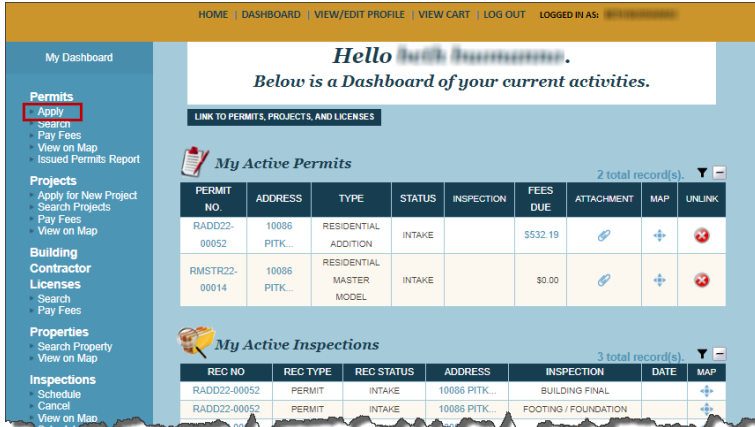 HOME | DASHBOARD | VIEW/EDIT PROFILE | VIEW CART | LOG OUT LOGGED IN AS:
My Dashboard
Permits
Apply
Search
Pay Fees
View on Map
Issued Permits Report
Projects
Apply for New Project
Search Projects
Pay Fees
View on Map
Building
Contractor
Licenses
Search
Pay Fees
Properties
Search Property
View on Map
Inspections
Schedule
Cancel
View on Map
Hello .
Below is a Dashboard of your current activities.
LINK TO PERMITS, PROJECTS, AND LICENSES
My Active Permits
2 total record(s).
PERMIT NO. ADDRESS TYPE STATUS INSPECTION FEES DUE ATTACHMENT MAP UNLINK
RADD22-00052 10086 PITK... RESIDENTIAL ADDITION INTAKE $532.19
RMSTR22-00014 10086 PITK... RESIDENTIAL MASTER MODEL INTAKE $0.00
My Active Inspections
3 total record(s).
REC NO REC TYPE REC STATUS ADDRESS INSPECTION DATE MAP
RADD22-00052 PERMIT INTAKE 10086 PITK... BUILDING FINAL
RADD22-00052 PERMIT INTAKE 10086 PITK... FOOTING / FOUNDATION